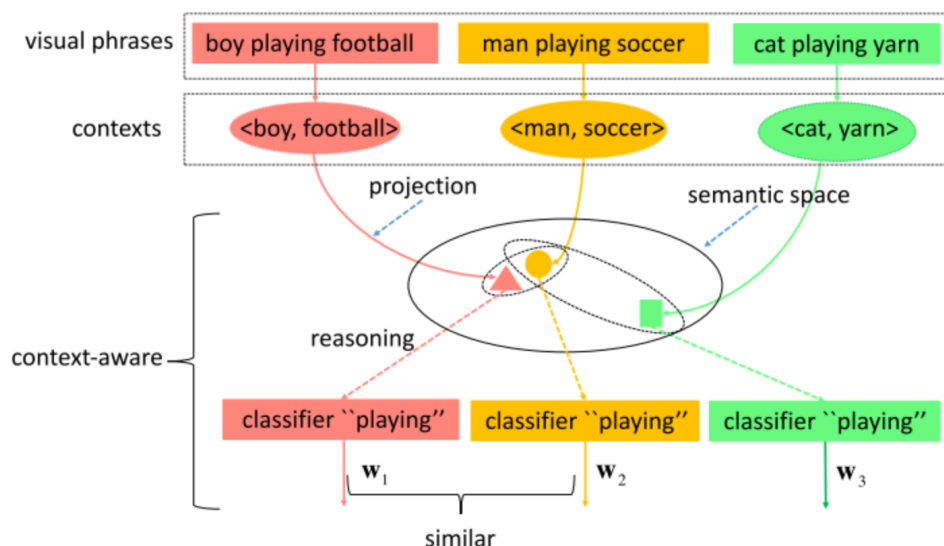 visual phrases
boy playing football
man playing soccer
cat playing yarn
contexts
<boy, football>
<man, soccer>
<cat, yarn>
projection
semantic space
reasoning
context-aware
classifier ``playing’’
classifier ``playing’’
classifier ``playing’’
w1
w2
w3
similar